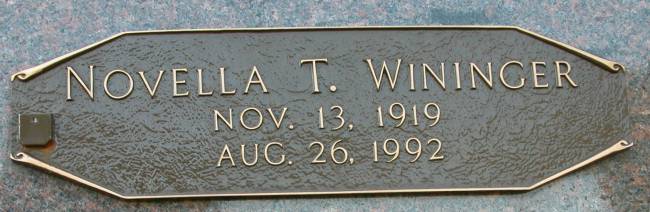 NOVELLA T. WININGER
NOV. 13, 1919
AUG. 26, 1992